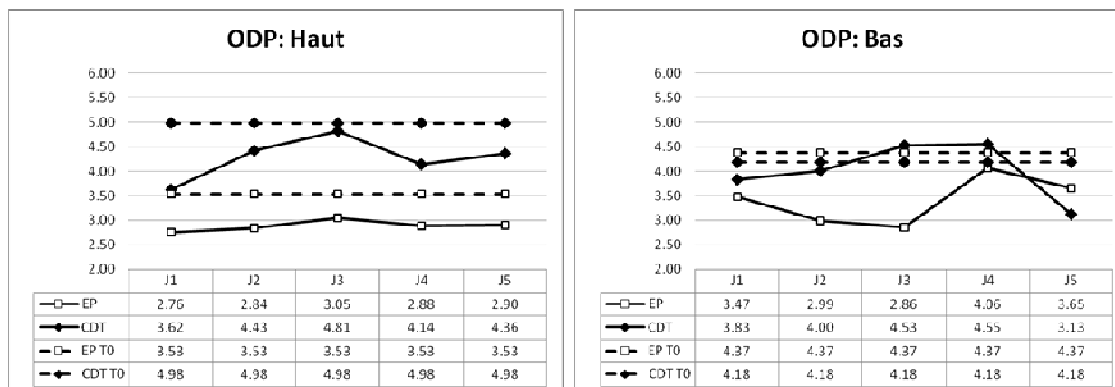 ODP: Haut
6.00
5.50
5.00
4.50
4.00
3.50
3.00
2.50
2.00
J1 J2 J3 J4 J5
EP 2.76 2.84 3.05 2.88 2.90
CDT 3.62 4.43 4.81 4.14 4.36
EP T0 3.53 3.53 3.53 3.53 3.53
CDT T0 4.98 4.98 4.98 4.98 4.98
ODP: Bas
6.00
5.50
5.00
4.50
4.00
3.50
3.00
2.50
2.00
J1 J2 J3 J4 J5
EP 3.47 2.99 2.86 4.06 3.65
CDT 3.83 4.00 4.53 4.55 3.13
EP T0 4.37 4.37 4.37 4.37 4.37
CDT T0 4.18 4.18 4.18 4.18 4.18